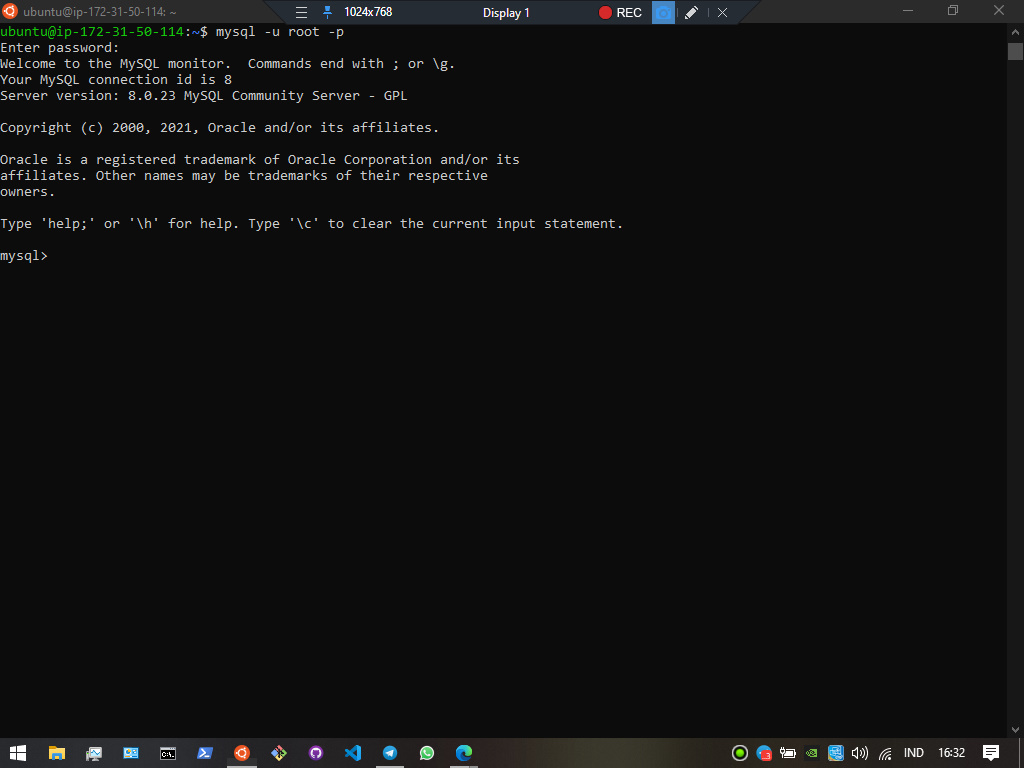 ubuntu@ip-172-31-50-114: ~
1024x768
Display 1
REC
ubuntu@ip-172-31-50-114:~$ mysql -u root -p
Enter password:
Welcome to the MySQL monitor.  Commands end with ; or \g.
Your MySQL connection id is 8
Server version: 8.0.23 MySQL Community Server - GPL
Copyright (c) 2000, 2021, Oracle and/or its affiliates.
Oracle is a registered trademark of Oracle Corporation and/or its
affiliates. Other names may be trademarks of their respective
owners.
Type 'help;' or '\h' for help. Type '\c' to clear the current input statement.
mysql>
IND
16:32